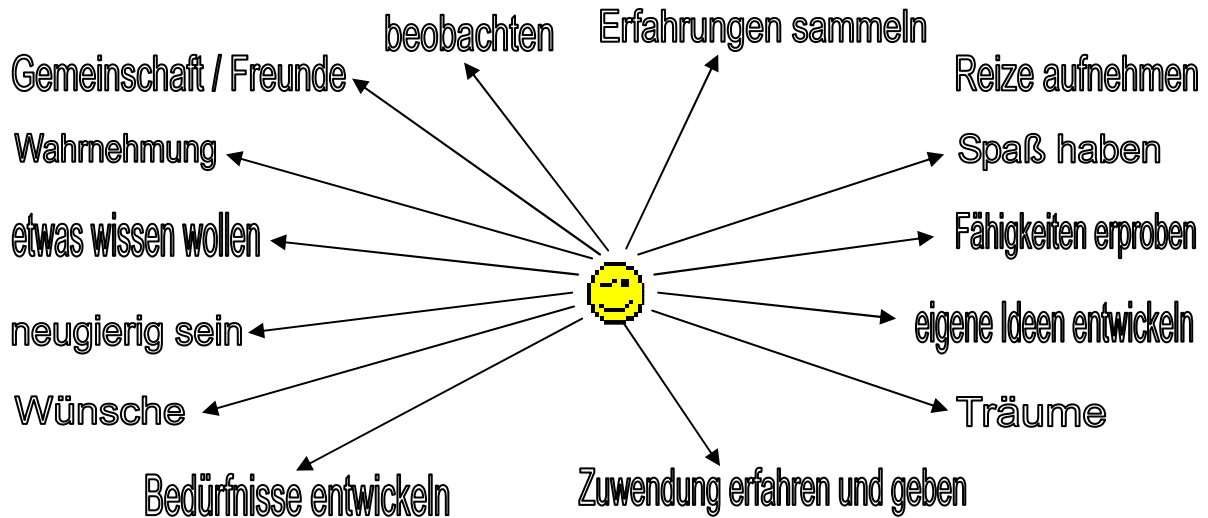 beobachten
Erfahrungen sammeln
Gemeinschaft / Freunde
Reize aufnehmen
Wahrnehmung
Spaß haben
etwas wissen wollen
Fähigkeiten erproben
neugierig sein
eigene Ideen entwickeln
Wünsche
Träume
Bedürfnisse entwickeln
Zuwendung erfahren und geben